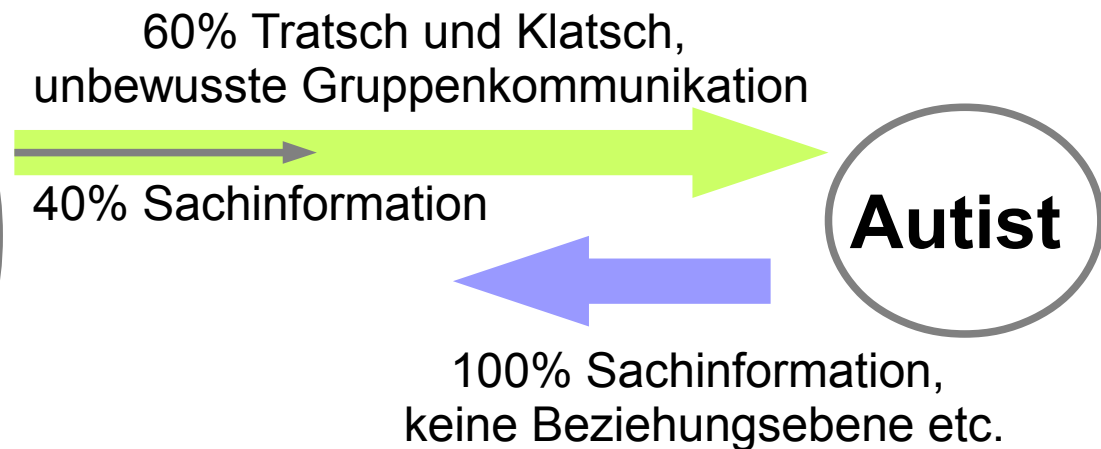 60% Tratsch und Klatsch,
unbewusste Gruppenkommunikation
40% Sachinformation
Autist
100% Sachinformation,
keine Beziehungsebene etc.